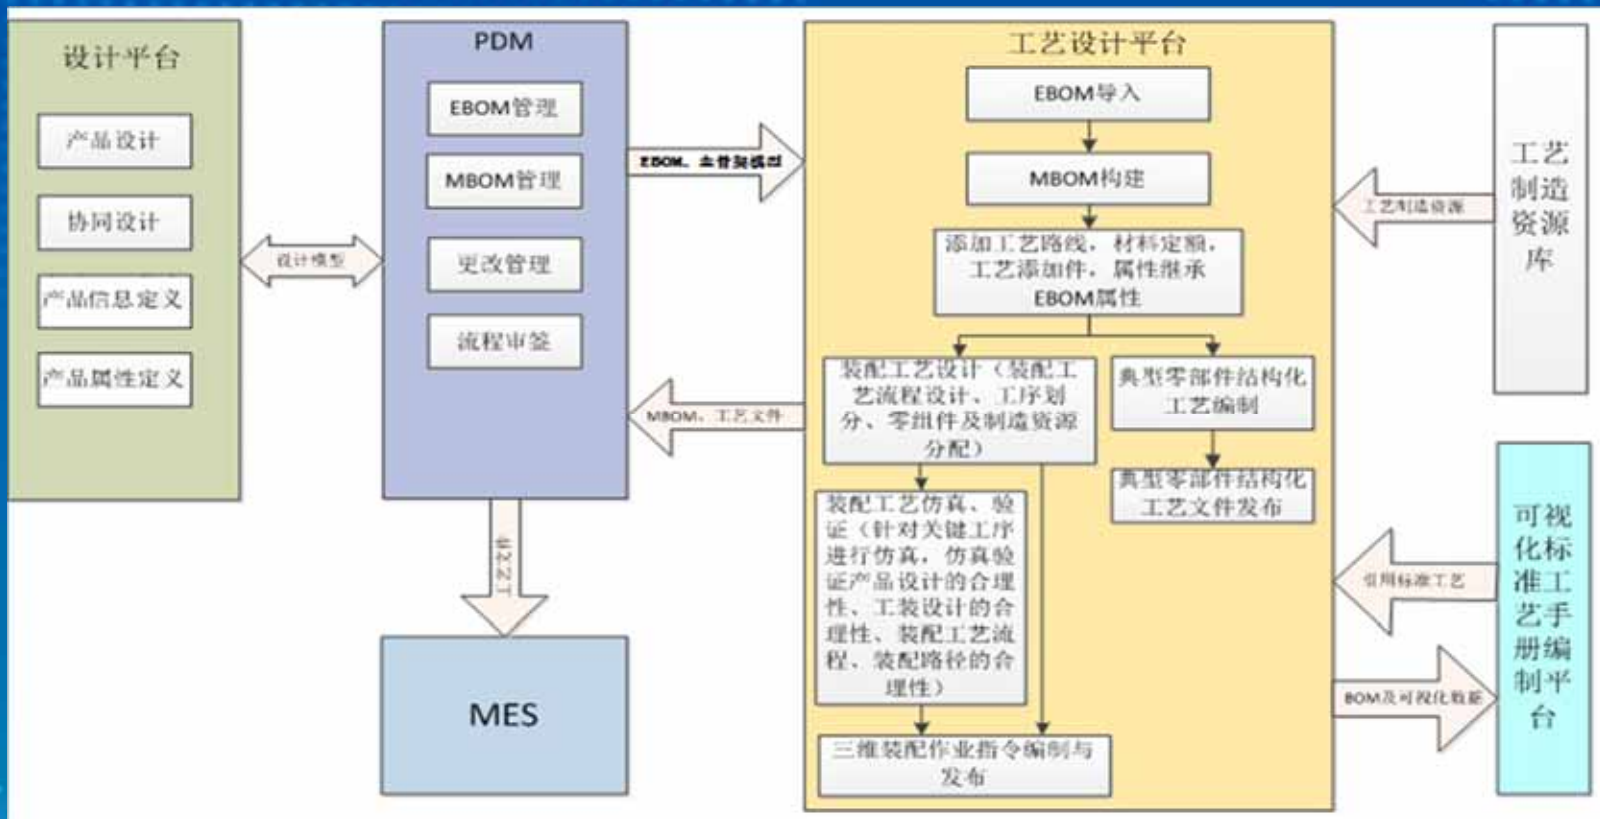 设计平台
产品设计
协同设计
产品信息定义
产品属性定义
设计模型
PDM
EBOM管理
MBOM管理
更改管理
流程审签
EBOM、主骨架模型
MBOM、工艺文件
工艺文件
MES
工艺设计平台
EBOM导入
MBOM构建
添加工艺路线，材料定额，
工艺添加件，属性继承
EBOM属性
装配工艺设计（装配工
艺流程设计、工序划
分、零组件及制造资源
分配）
典型零部件结构化
工艺编制
典型零部件结构化
工艺文件发布
装配工艺仿真、验
证（针对关键工序
进行仿真，仿真验
证产品设计的合理
性、工装设计的合
理性、装配工艺流
程、装配路径的合
理性）
三维装配作业指令编制与
发布
工艺制造资源
工艺
制造
资源
库
引用标准工艺
BOM及可视化数据
可视
化标
准工
艺手
册编
制平
台